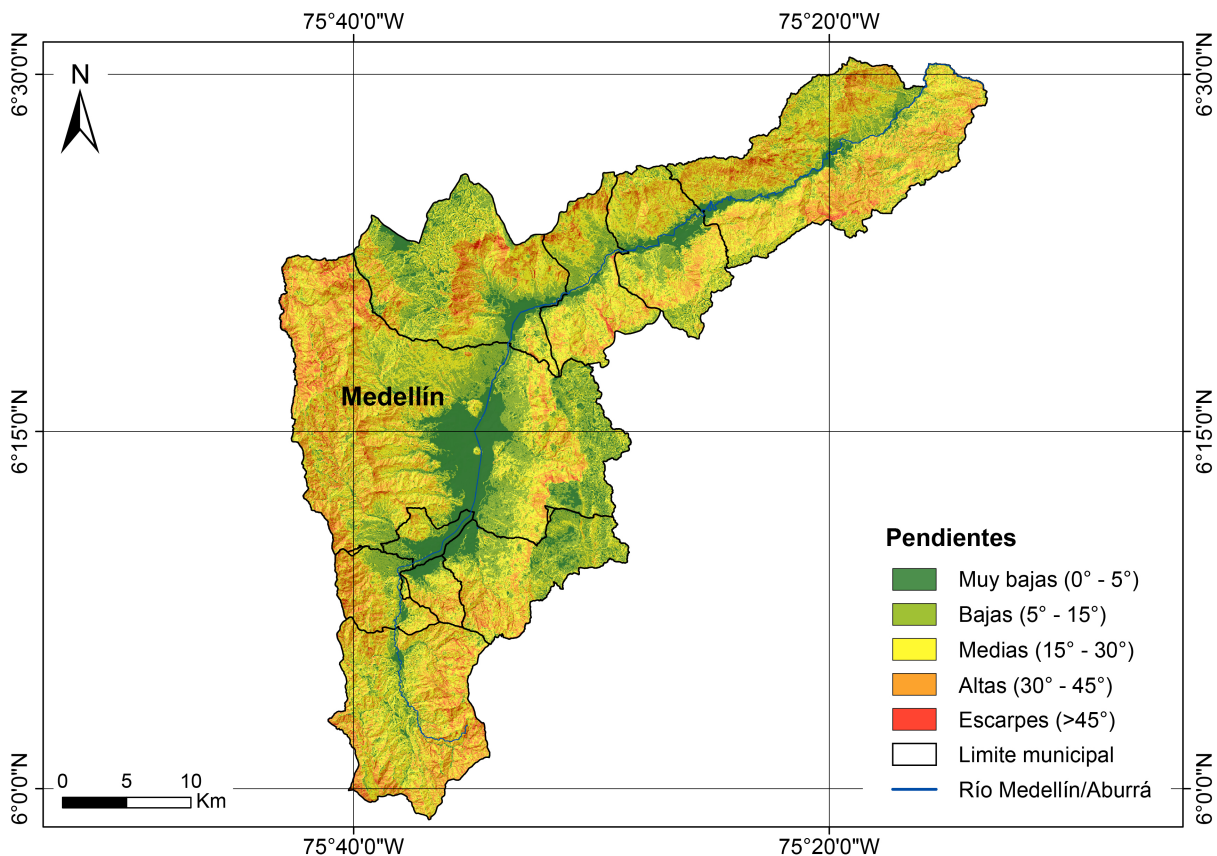 75°40'0"W 75°20'0"W
6°30'0"N 6°30'0"N
N
Medellín
6°15'0"N 6°15'0"N
Pendientes
Muy bajas (0° - 5°)
Bajas (5° - 15°)
Medias (15° - 30°)
Altas (30° - 45°)
Escarpes (>45°)
Limite municipal
Río Medellín/Aburrá
0 5 10
Km
6°0'0"N 6°0'0"N
75°40'0"W 75°20'0"W